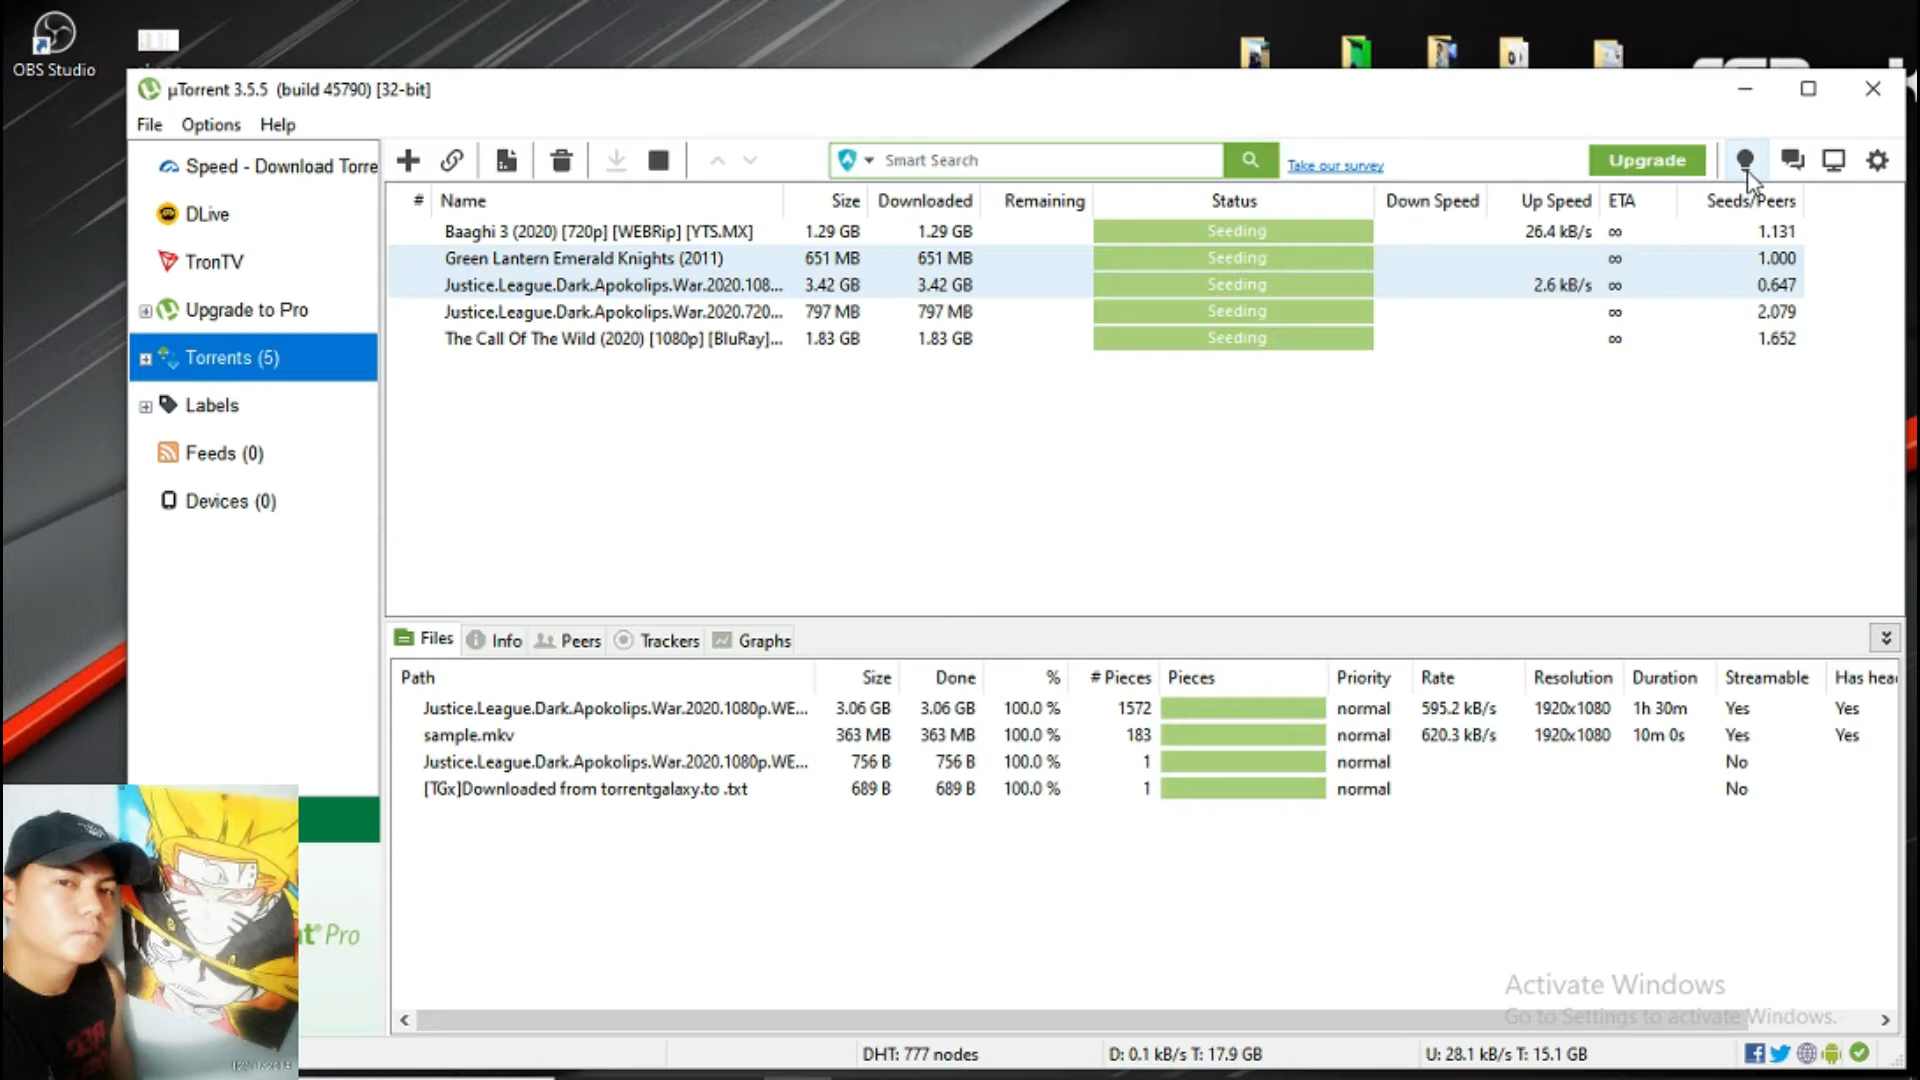 OBS Studio
µTorrent 3.5.5 (build 45790) [32-bit]
File Options Help
Speed - Download Torre
DLive
TronTV
Upgrade to Pro
Torrents (5)
Labels
Feeds (0)
Devices (0)
Smart Search
Take our survey
Upgrade
# Name Size Downloaded Remaining Status Down Speed Up Speed ETA Seeds/Peers
Baaghi 3 (2020) [720p] [WEBRip] [YTS.MX] 1.29 GB 1.29 GB Seeding 26.4 kB/s ∞ 1.131
Green Lantern Emerald Knights (2011) 651 MB 651 MB Seeding ∞ 1.000
Justice.League.Dark.Apokolips.War.2020.108... 3.42 GB 3.42 GB Seeding 2.6 kB/s ∞ 0.647
Justice.League.Dark.Apokolips.War.2020.720... 797 MB 797 MB Seeding ∞ 2.079
The Call Of The Wild (2020) [1080p] [BluRay]... 1.83 GB 1.83 GB Seeding ∞ 1.652
Files Info Peers Trackers Graphs
Path Size Done % # Pieces Pieces Priority Rate Resolution Duration Streamable Has hea
Justice.League.Dark.Apokolips.War.2020.1080p.WE... 3.06 GB 3.06 GB 100.0 % 1572 normal 595.2 kB/s 1920x1080 1h 30m Yes Yes
sample.mkv 363 MB 363 MB 100.0 % 183 normal 620.3 kB/s 1920x1080 10m 0s Yes Yes
Justice.League.Dark.Apokolips.War.2020.1080p.WE... 756 B 756 B 100.0 % 1 normal No
[TGx]Downloaded from torrentgalaxy.to .txt 689 B 689 B 100.0 % 1 normal No
t® Pro
Activate Windows
Go to Settings to activate Windows.
DHT: 777 nodes D: 0.1 kB/s T: 17.9 GB U: 28.1 kB/s T: 15.1 GB